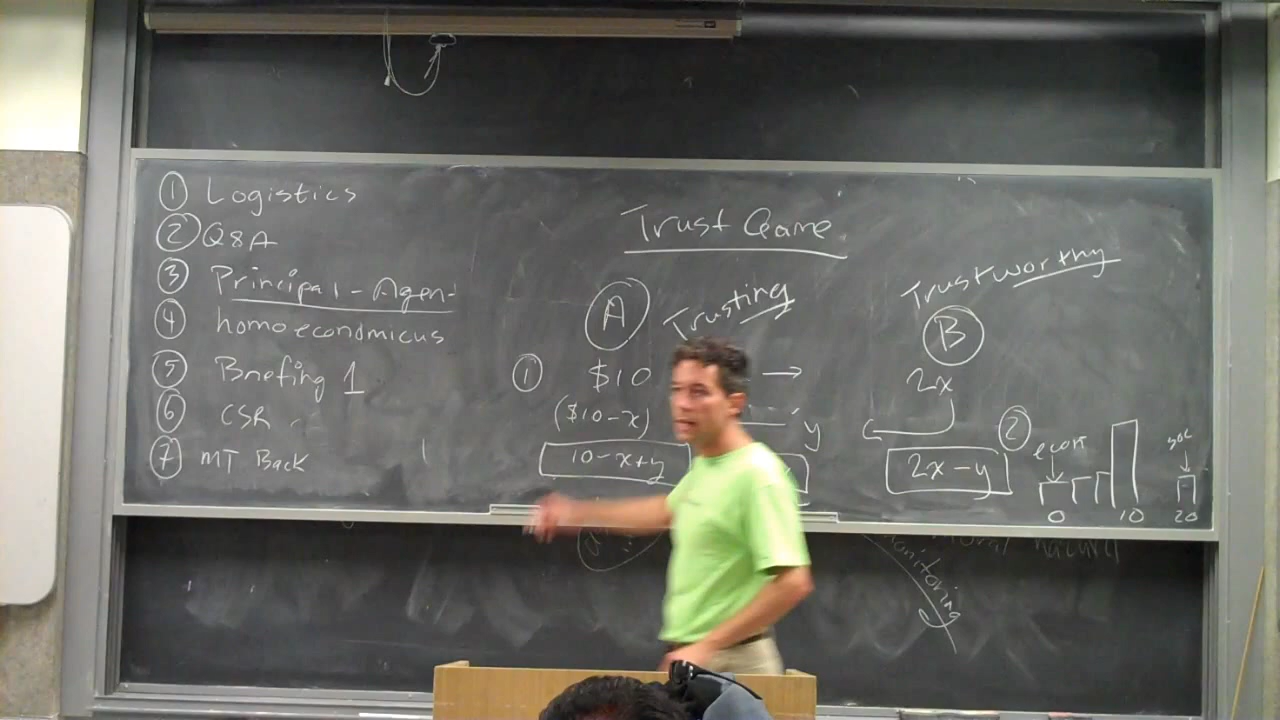 ① Logistics
② Q&A
③ Principal-Agent
④ homo economicus
⑤ Briefing 1
⑥ CSR
⑦ MT Back
Trust Game
A Trusting → Trustworthy B
① $10 → 2x
($10-x) y ②
10-x+y 2x-y
econ soc
0 10 20
monitoring